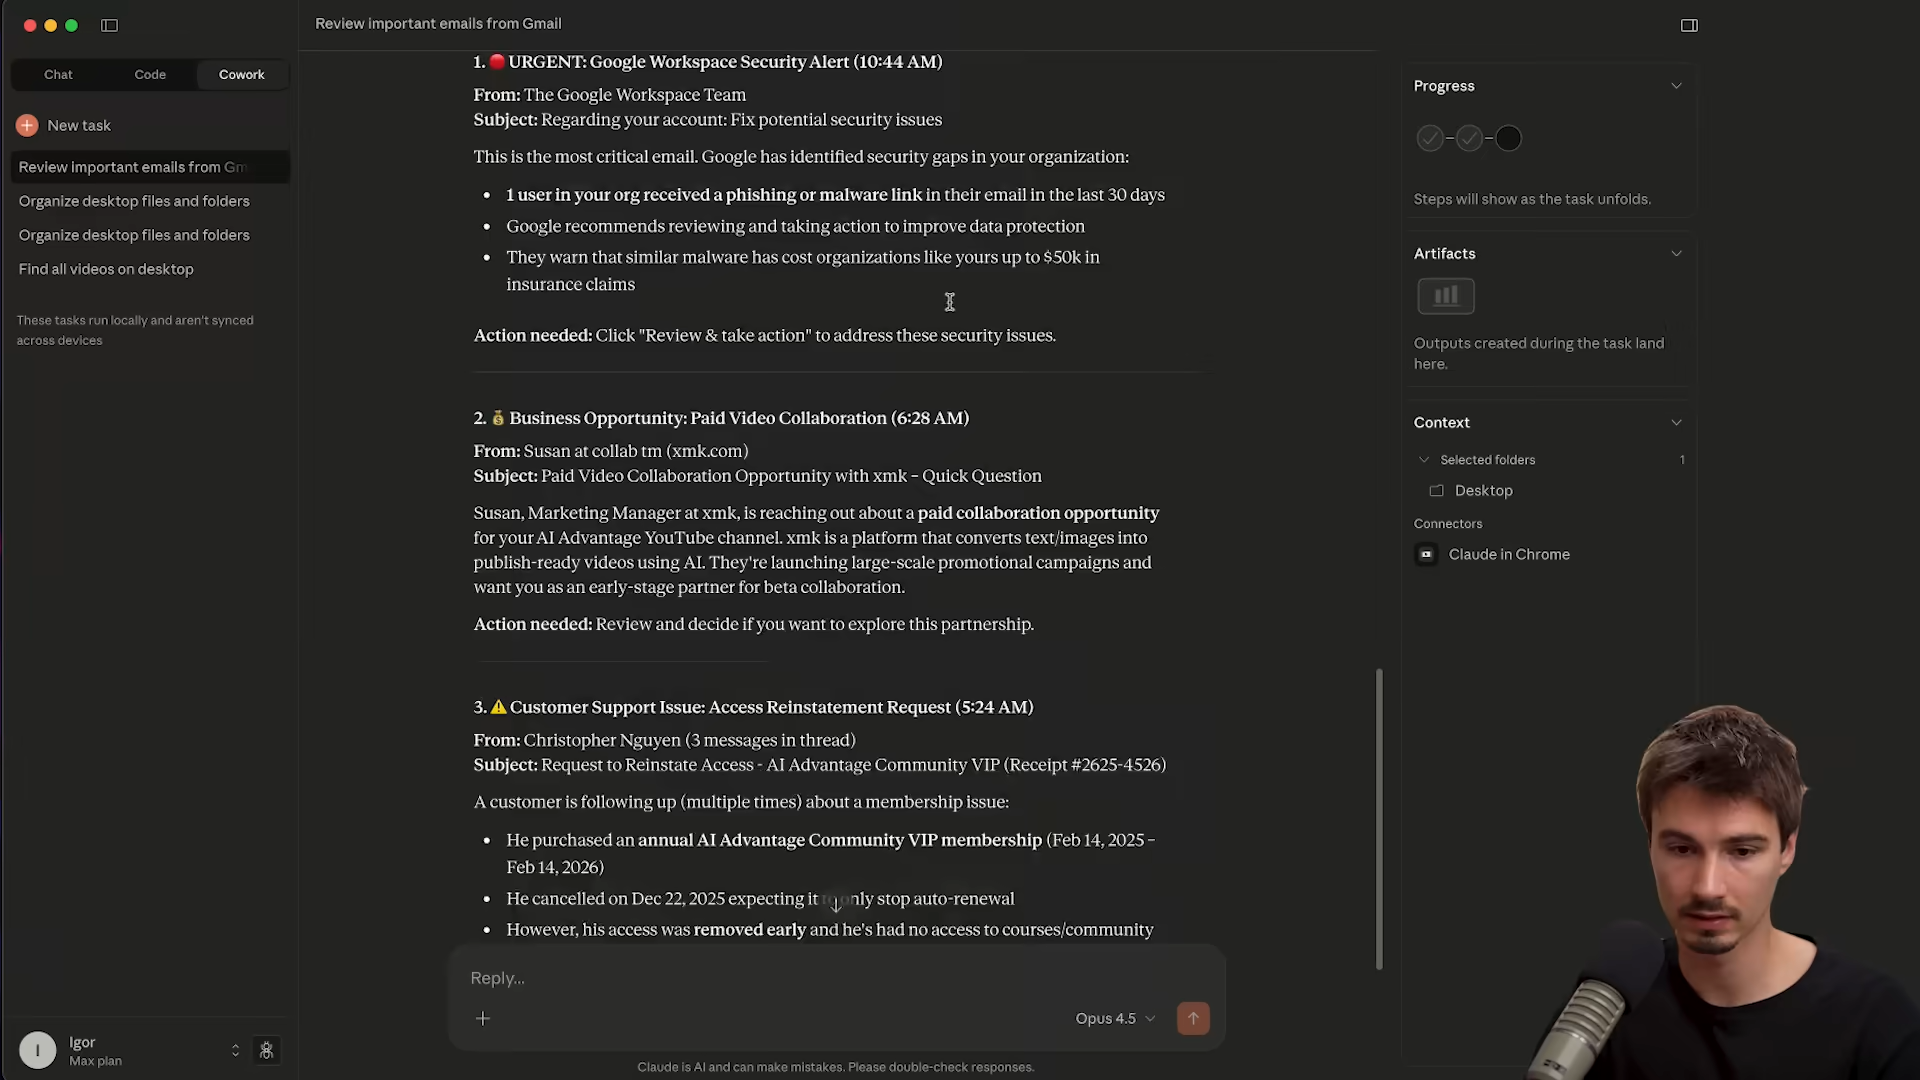 Review important emails from Gmail
Chat
Code
Cowork
New task
Review important emails from Gm
Organize desktop files and folders
Organize desktop files and folders
Find all videos on desktop
These tasks run locally and aren't synced
across devices
1. 🔴 URGENT: Google Workspace Security Alert (10:44 AM)
From: The Google Workspace Team
Subject: Regarding your account: Fix potential security issues
This is the most critical email. Google has identified security gaps in your organization:
• 1 user in your org received a phishing or malware link in their email in the last 30 days
• Google recommends reviewing and taking action to improve data protection
• They warn that similar malware has cost organizations like yours up to $50k in
insurance claims
Action needed: Click "Review & take action" to address these security issues.
2. 💰 Business Opportunity: Paid Video Collaboration (6:28 AM)
From: Susan at collab tm (xmk.com)
Subject: Paid Video Collaboration Opportunity with xmk – Quick Question
Susan, Marketing Manager at xmk, is reaching out about a paid collaboration opportunity
for your AI Advantage YouTube channel. xmk is a platform that converts text/images into
publish-ready videos using AI. They're launching large-scale promotional campaigns and
want you as an early-stage partner for beta collaboration.
Action needed: Review and decide if you want to explore this partnership.
3. ⚠️ Customer Support Issue: Access Reinstatement Request (5:24 AM)
From: Christopher Nguyen (3 messages in thread)
Subject: Request to Reinstate Access - AI Advantage Community VIP (Receipt #2625-4526)
A customer is following up (multiple times) about a membership issue:
• He purchased an annual AI Advantage Community VIP membership (Feb 14, 2025 –
Feb 14, 2026)
• He cancelled on Dec 22, 2025 expecting it to only stop auto-renewal
• However, his access was removed early and he's had no access to courses/community
Reply...
Opus 4.5
Claude is AI and can make mistakes. Please double-check responses.
Progress
Steps will show as the task unfolds.
Artifacts
Outputs created during the task land
here.
Context
Selected folders 1
Desktop
Connectors
Claude in Chrome
I
Igor
Max plan